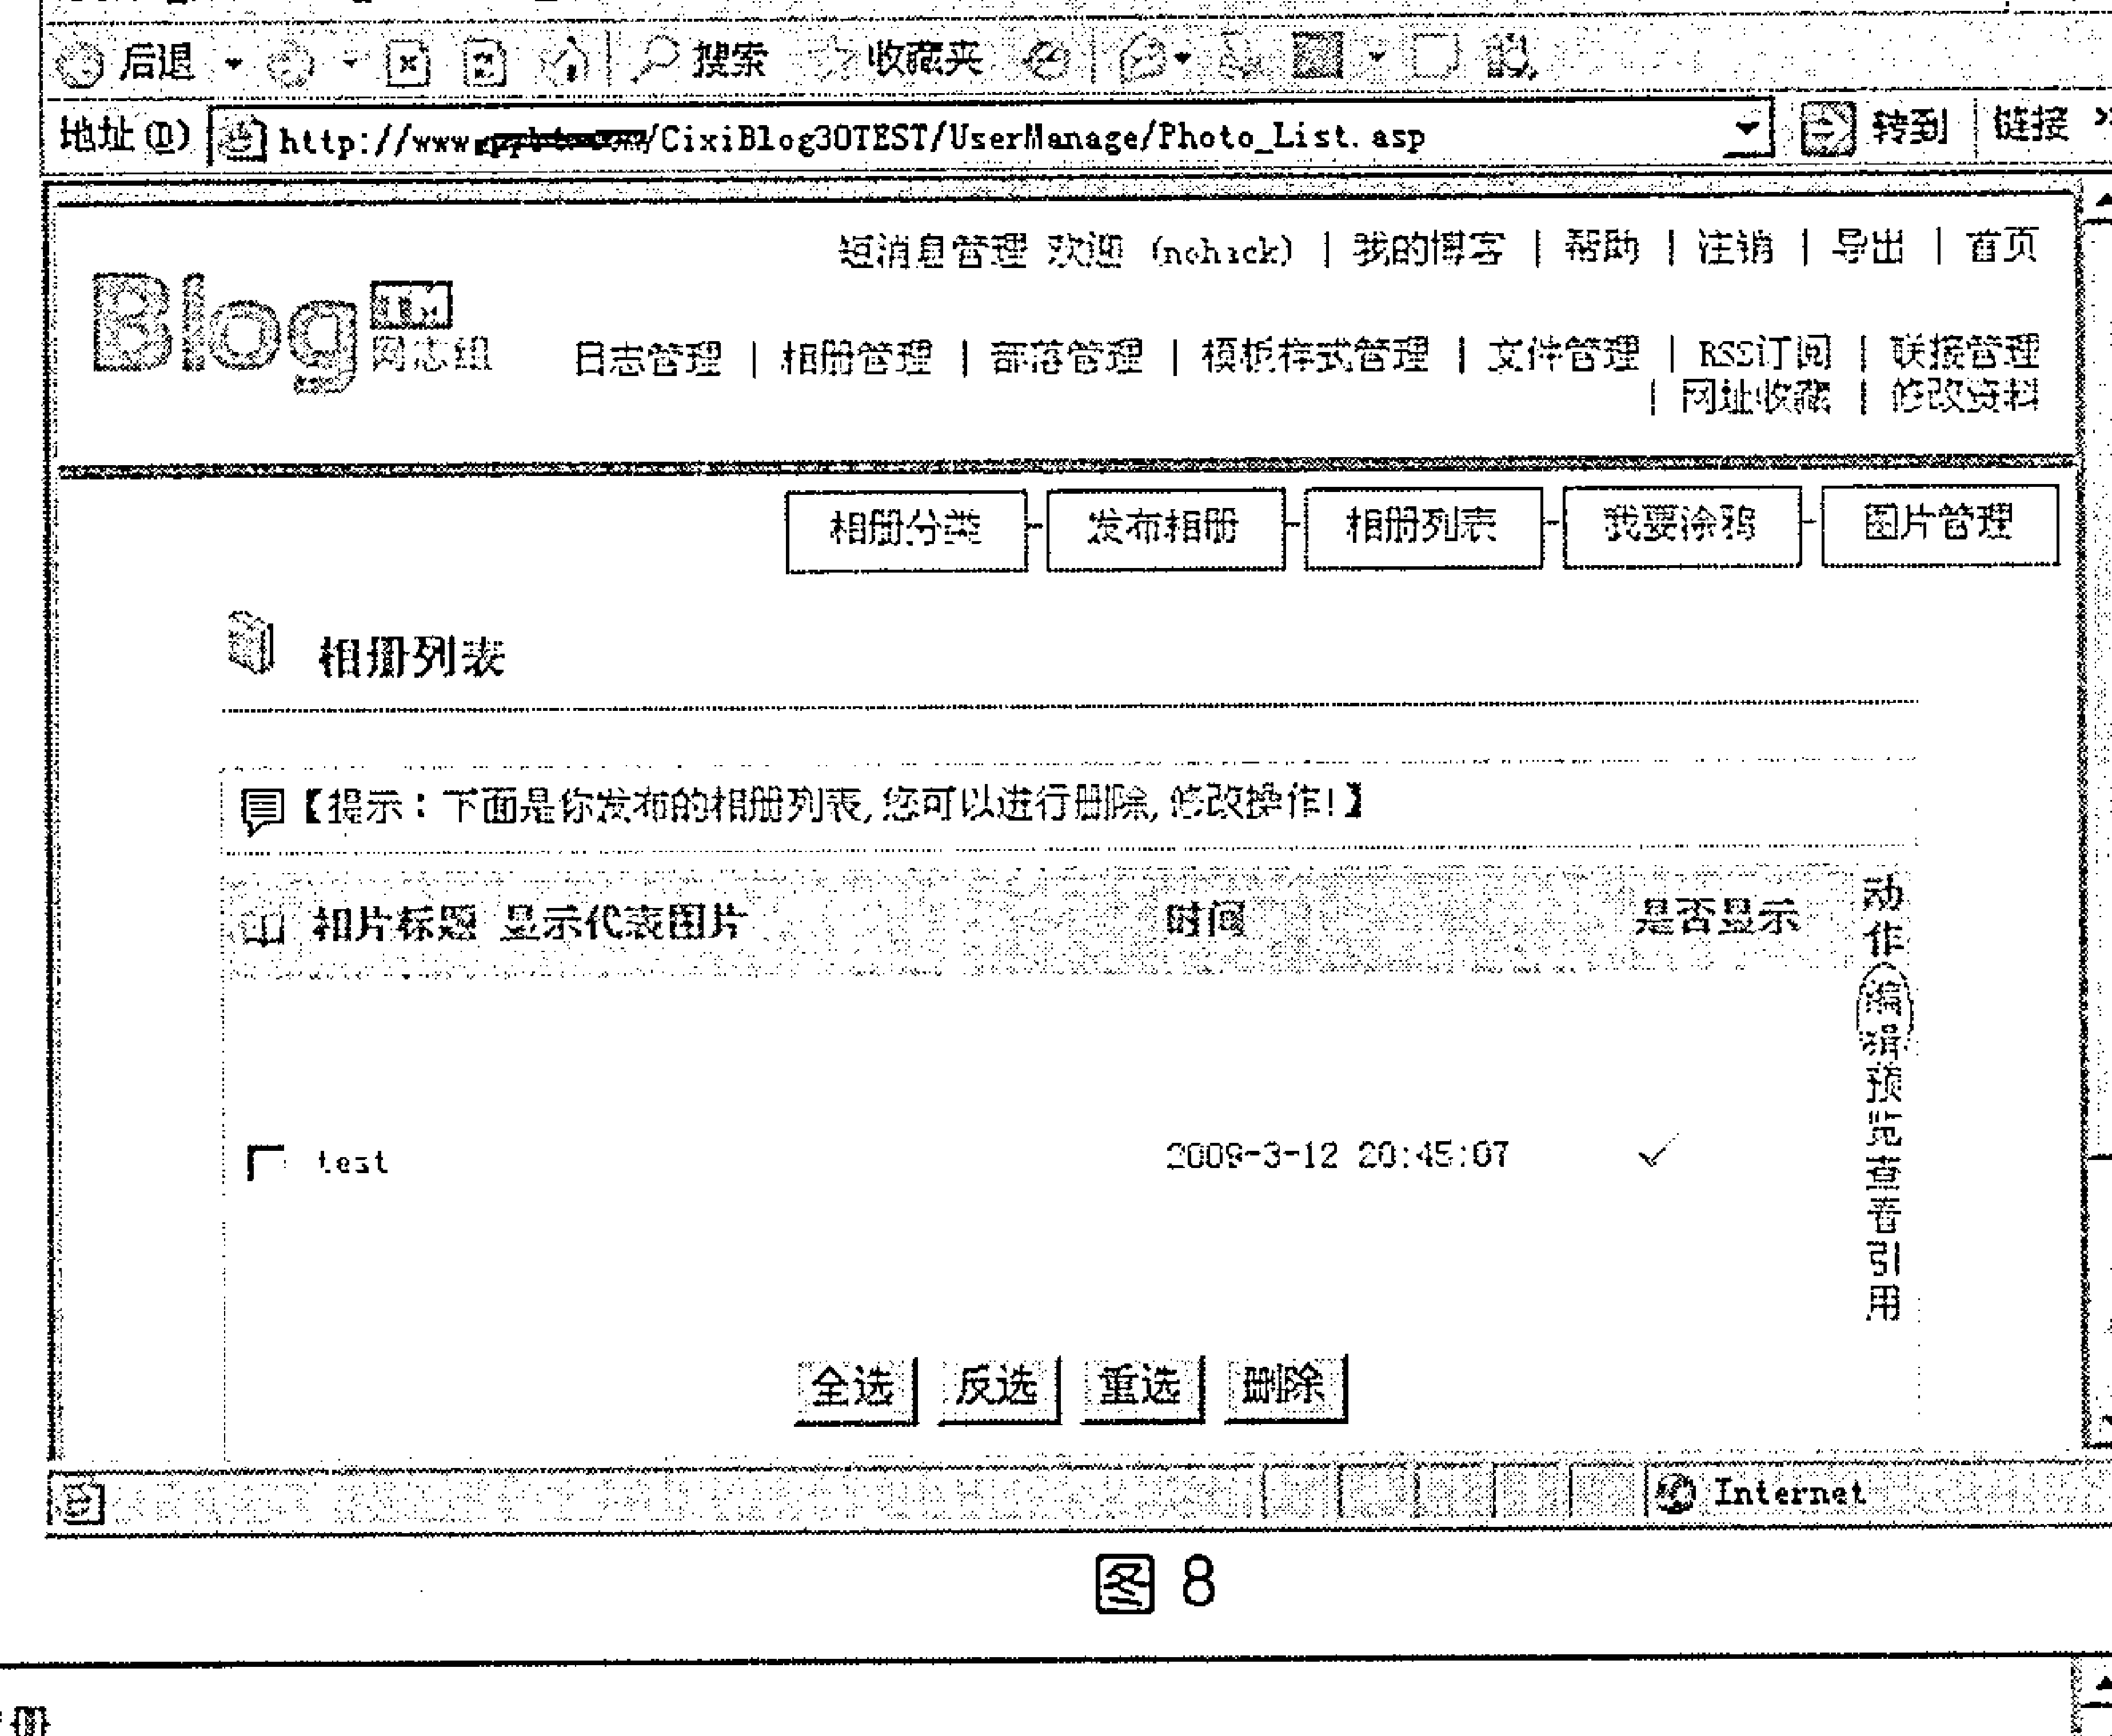 后退 搜索 收藏夹
地址(D) http://www /CixiBlog30TEST/UserManage/Photo_List.asp 转到 链接 »
短消息管理 欢迎 (nohack) | 我的博客 | 帮助 | 注销 | 导出 | 首页
Blog TM
网志组
日志管理 | 相册管理 | 部落管理 | 模板样式管理 | 文件管理 | RSS订阅 | 联接管理
| 网址收藏 | 修改资料
相册分类 发布相册 相册列表 我要涂鸦 图片管理
相册列表
【提示:下面是你发布的相册列表,您可以进行删除,修改操作!】
相片标题 显示代表图片 时间 是否显示 动作
test 2009-3-12 20:45:07 编辑预览查看引用
全选 反选 重选 删除
Internet
图 8